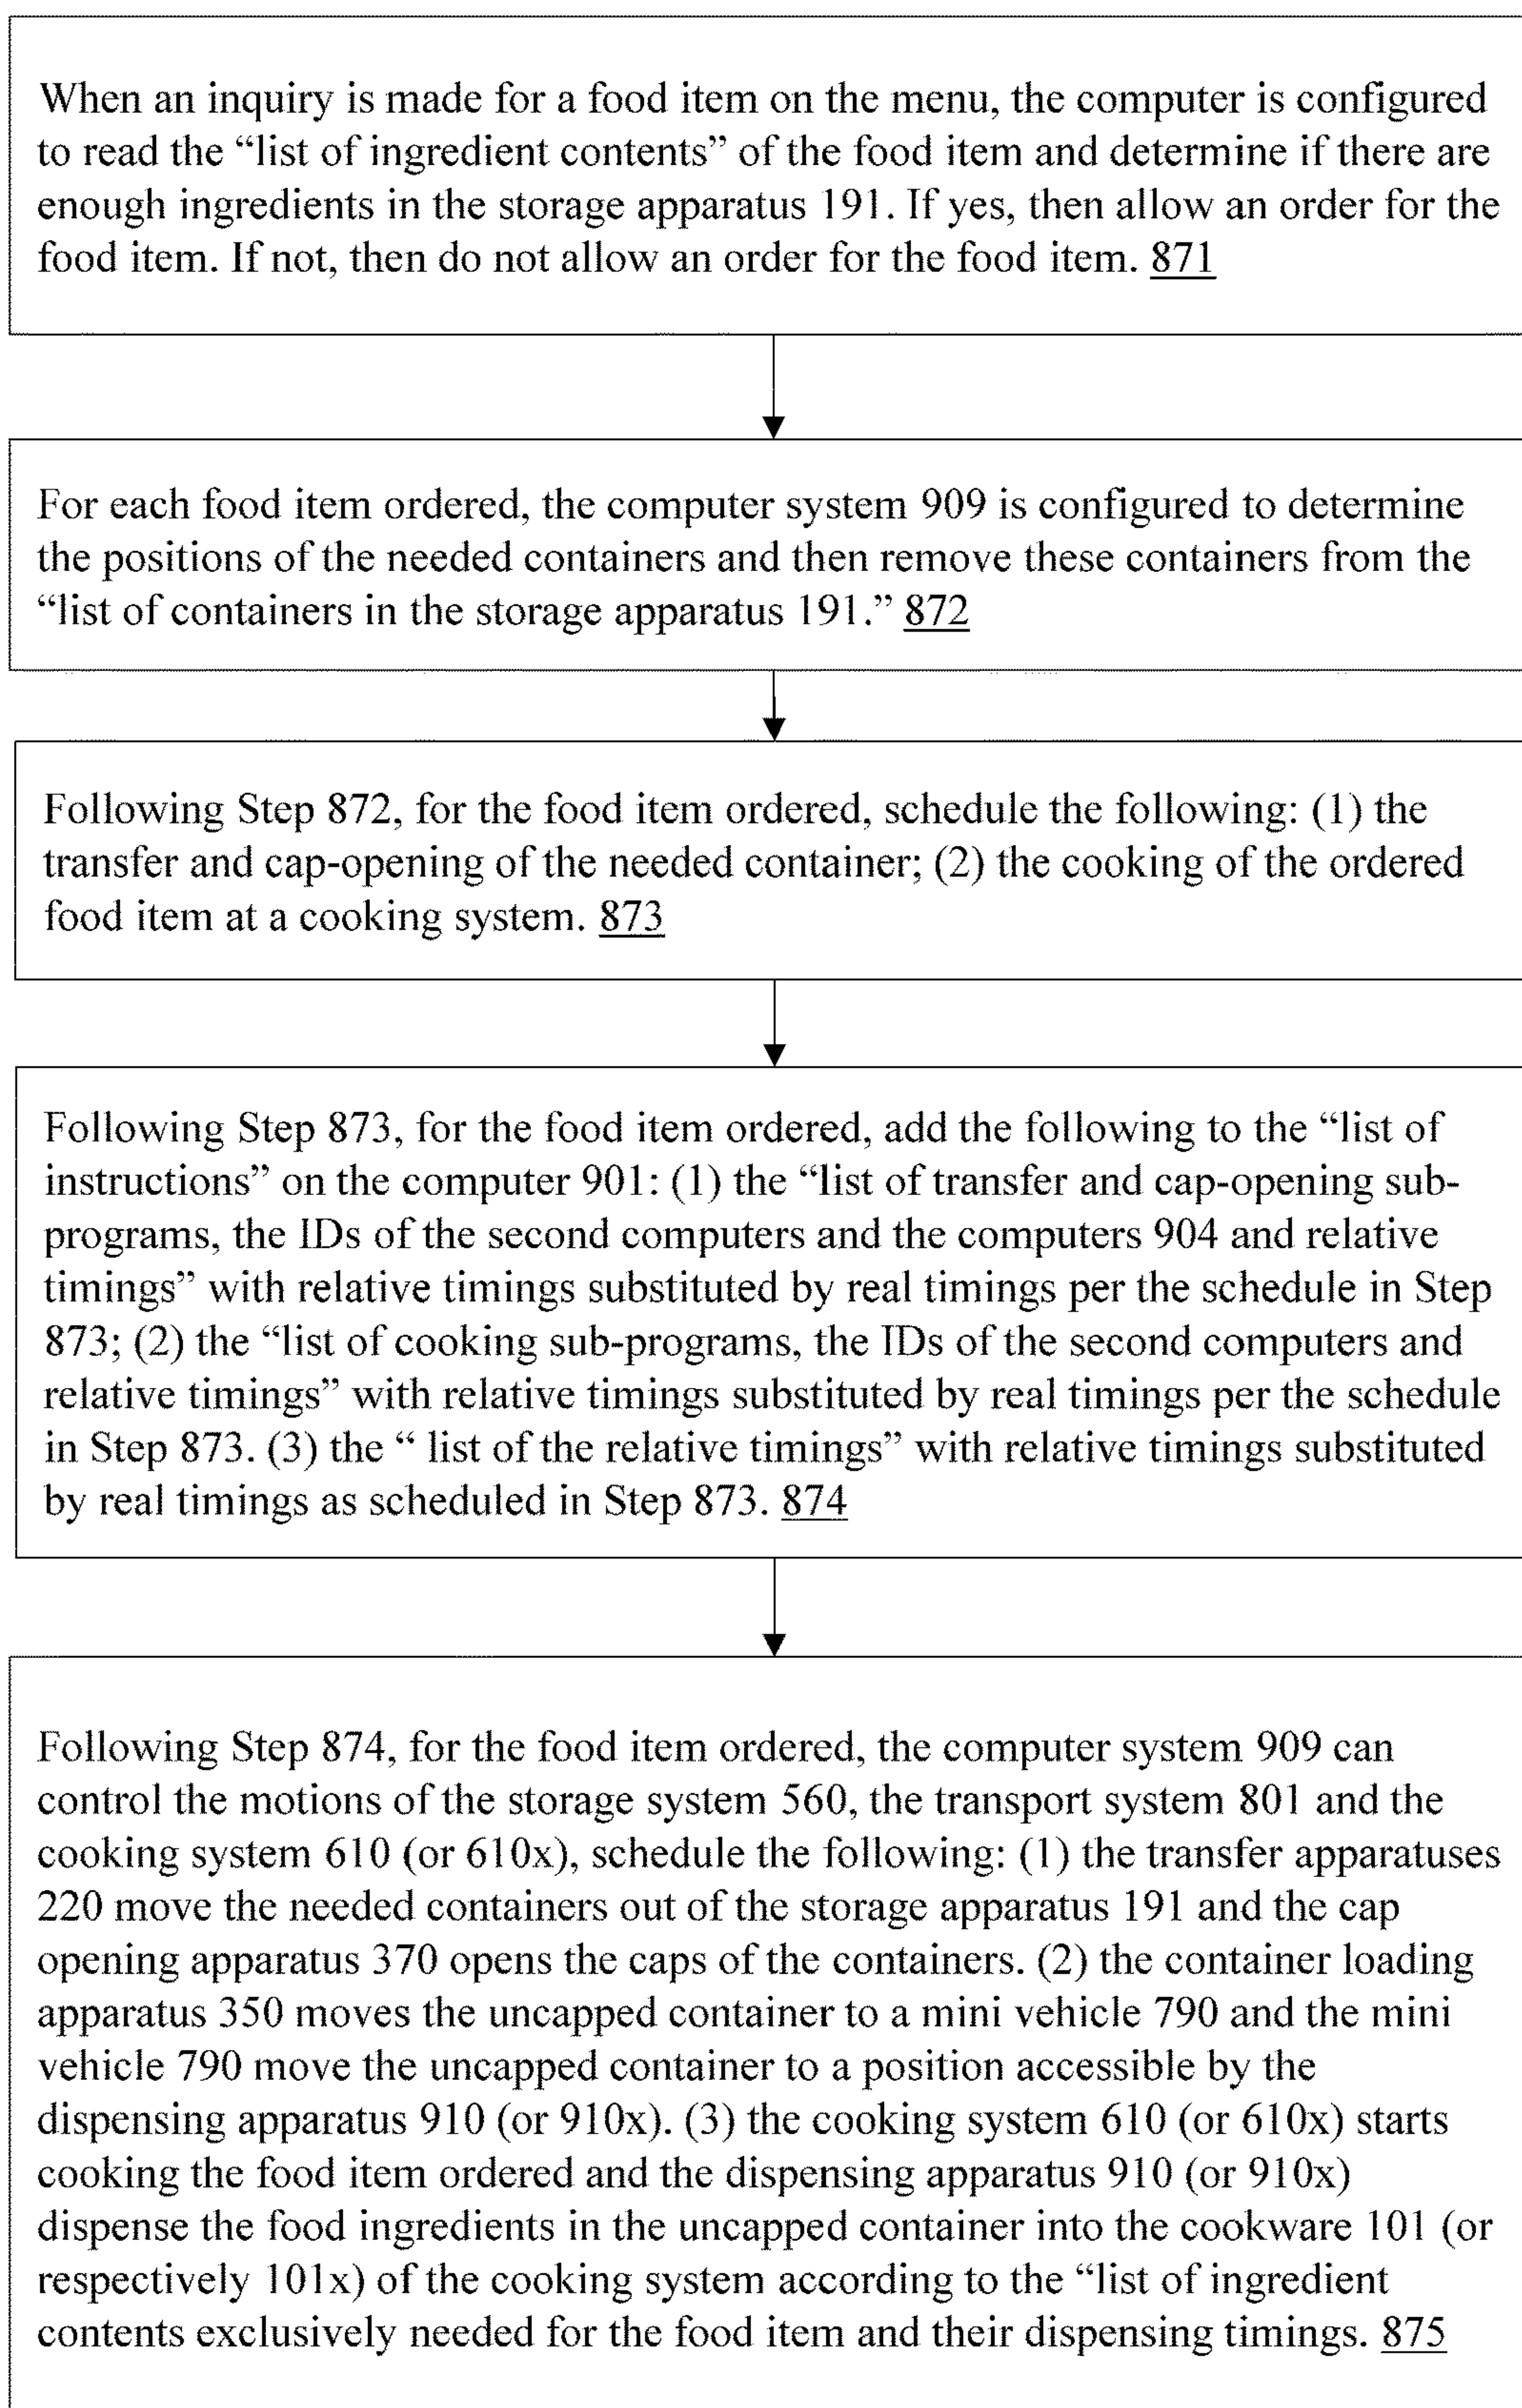 When an inquiry is made for a food item on the menu, the computer is configured
to read the “list of ingredient contents” of the food item and determine if there are
enough ingredients in the storage apparatus 191. If yes, then allow an order for the
food item. If not, then do not allow an order for the food item. 871
For each food item ordered, the computer system 909 is configured to determine
the positions of the needed containers and then remove these containers from the
“list of containers in the storage apparatus 191.” 872
Following Step 872, for the food item ordered, schedule the following: (1) the
transfer and cap-opening of the needed container; (2) the cooking of the ordered
food item at a cooking system. 873
Following Step 873, for the food item ordered, add the following to the “list of
instructions” on the computer 901: (1) the “list of transfer and cap-opening sub-
programs, the IDs of the second computers and the computers 904 and relative
timings” with relative timings substituted by real timings per the schedule in Step
873; (2) the “list of cooking sub-programs, the IDs of the second computers and
relative timings” with relative timings substituted by real timings per the schedule
in Step 873. (3) the “ list of the relative timings” with relative timings substituted
by real timings as scheduled in Step 873. 874
Following Step 874, for the food item ordered, the computer system 909 can
control the motions of the storage system 560, the transport system 801 and the
cooking system 610 (or 610x), schedule the following: (1) the transfer apparatuses
220 move the needed containers out of the storage apparatus 191 and the cap
opening apparatus 370 opens the caps of the containers. (2) the container loading
apparatus 350 moves the uncapped container to a mini vehicle 790 and the mini
vehicle 790 move the uncapped container to a position accessible by the
dispensing apparatus 910 (or 910x). (3) the cooking system 610 (or 610x) starts
cooking the food item ordered and the dispensing apparatus 910 (or 910x)
dispense the food ingredients in the uncapped container into the cookware 101 (or
respectively 101x) of the cooking system according to the “list of ingredient
contents exclusively needed for the food item and their dispensing timings. 875